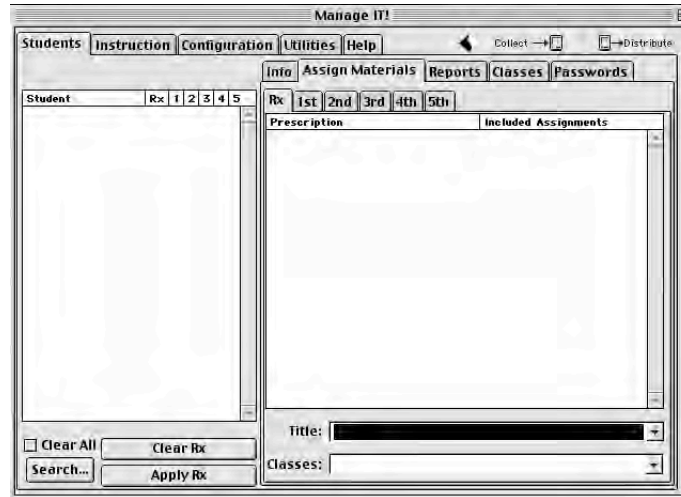 Manage IT!
Students Instruction Configuration Utilities Help Collect Distribute
Info Assign Materials Reports Classes Passwords
Student Rx 1 2 3 4 5
Rx 1st 2nd 3rd 4th 5th
Prescription Included Assignments
Title:
Clear All Clear Rx
Classes:
Search... Apply Rx